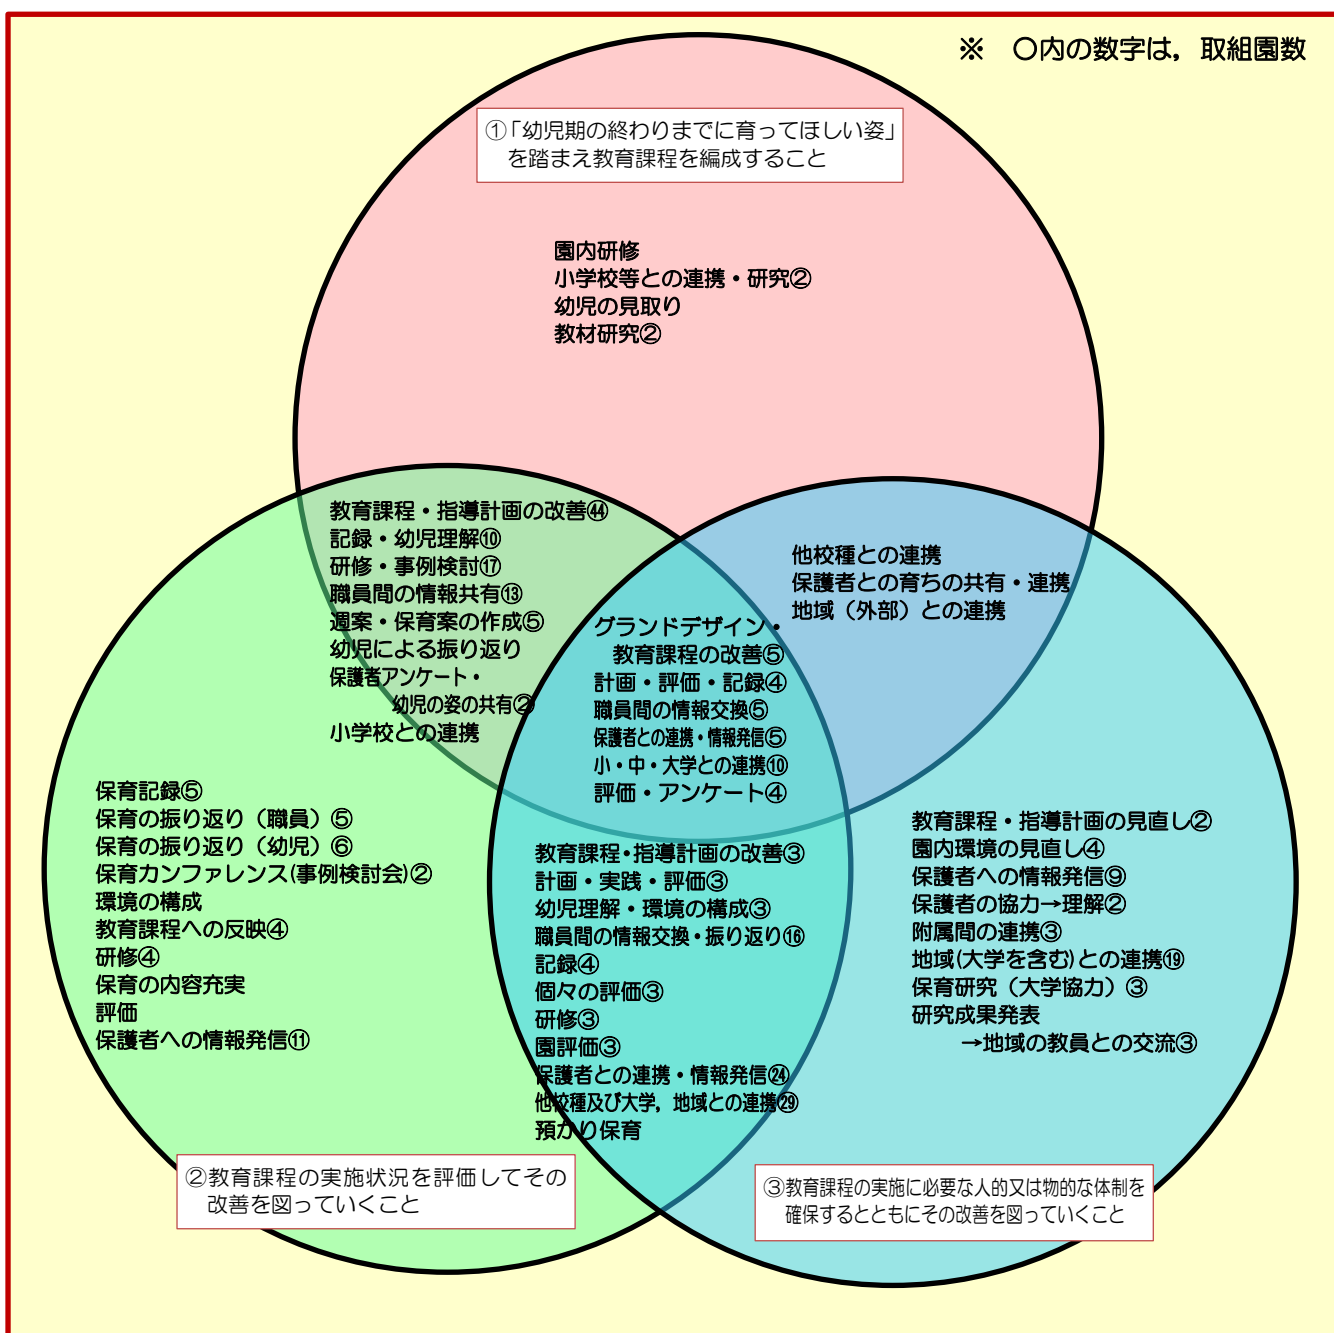 ※　〇内の数字は，取組園数
①「幼児期の終わりまでに育ってほしい姿」
を踏まえ教育課程を編成すること
園内研修
小学校等との連携・研究②
幼児の見取り
教材研究②
教育課程・指導計画の改善㊹
記録・幼児理解⑩
研修・事例検討⑰
職員間の情報共有⑬
週案・保育案の作成⑤
幼児による振り返り
保護者アンケート・
幼児の姿の共有②
小学校との連携
他校種との連携
保護者との育ちの共有・連携
地域（外部）との連携
グランドデザイン・
教育課程の改善⑤
計画・評価・記録④
職員間の情報交換⑤
保護者との連携・情報発信⑤
小・中・大学との連携⑩
評価・アンケート④
保育記録⑤
保育の振り返り（職員）⑤
保育の振り返り（幼児）⑥
保育カンファレンス(事例検討会)②
環境の構成
教育課程への反映④
研修④
保育の内容充実
評価
保護者への情報発信⑪
教育課程・指導計画の改善③
計画・実践・評価③
幼児理解・環境の構成③
職員間の情報交換・振り返り⑯
記録④
個々の評価③
研修③
園評価③
保護者との連携・情報発信㉔
他校種及び大学，地域との連携㉙
預かり保育
教育課程・指導計画の見直し②
園内環境の見直し④
保護者への情報発信⑨
保護者の協力→理解②
附属間の連携③
地域(大学を含む)との連携⑲
保育研究（大学協力）③
研究成果発表
→地域の教員との交流③
②教育課程の実施状況を評価してその
改善を図っていくこと
③教育課程の実施に必要な人的又は物的な体制を
確保するとともにその改善を図っていくこと